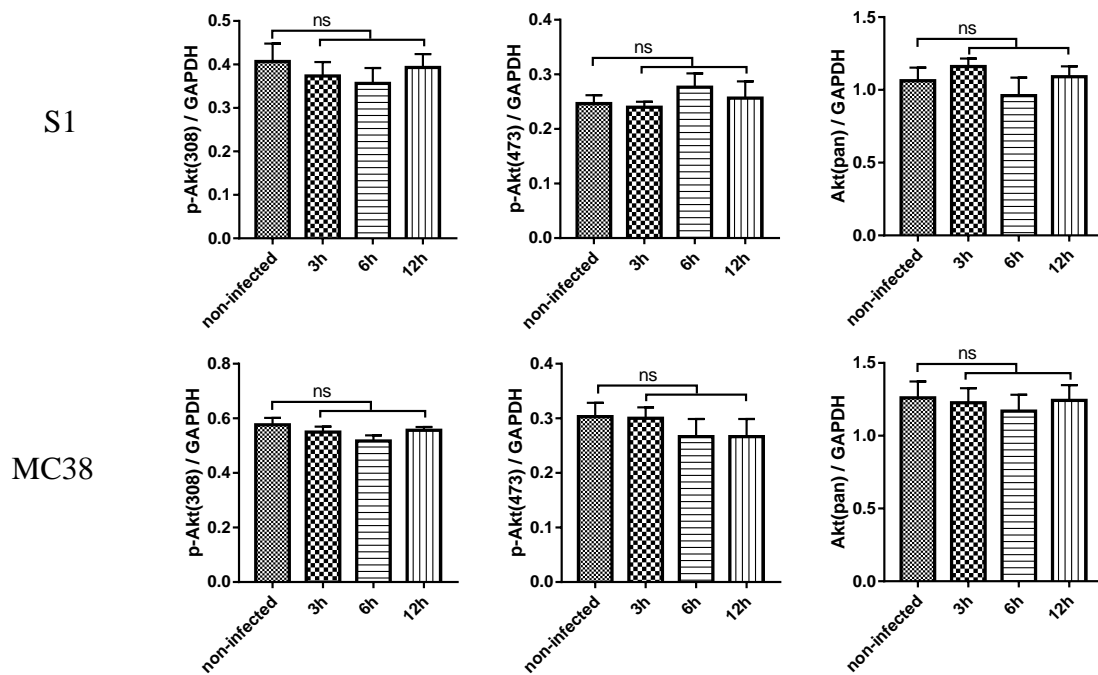 S1
p-Akt(308) / GAPDH
0.5
0.4
0.3
0.2
0.1
0.0
ns
non-infected
3h
6h
12h
p-Akt(473) / GAPDH
0.4
0.3
0.2
0.1
0.0
ns
non-infected
3h
6h
12h
Akt(pan) / GAPDH
1.5
1.0
0.5
0.0
ns
non-infected
3h
6h
12h
MC38
p-Akt(308) / GAPDH
0.8
0.6
0.4
0.2
0.0
ns
non-infected
3h
6h
12h
p-Akt(473) / GAPDH
0.4
0.3
0.2
0.1
0.0
ns
non-infected
3h
6h
12h
Akt(pan) / GAPDH
1.5
1.0
0.5
0.0
ns
non-infected
3h
6h
12h